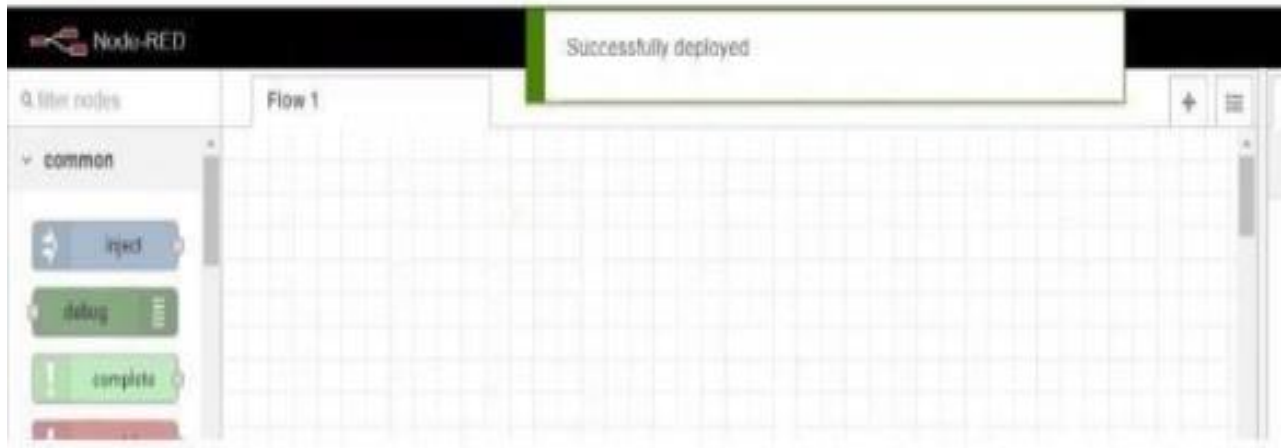 Node-RED
Successfully deployed
filter nodes
Flow 1
common
inject
debug
complete